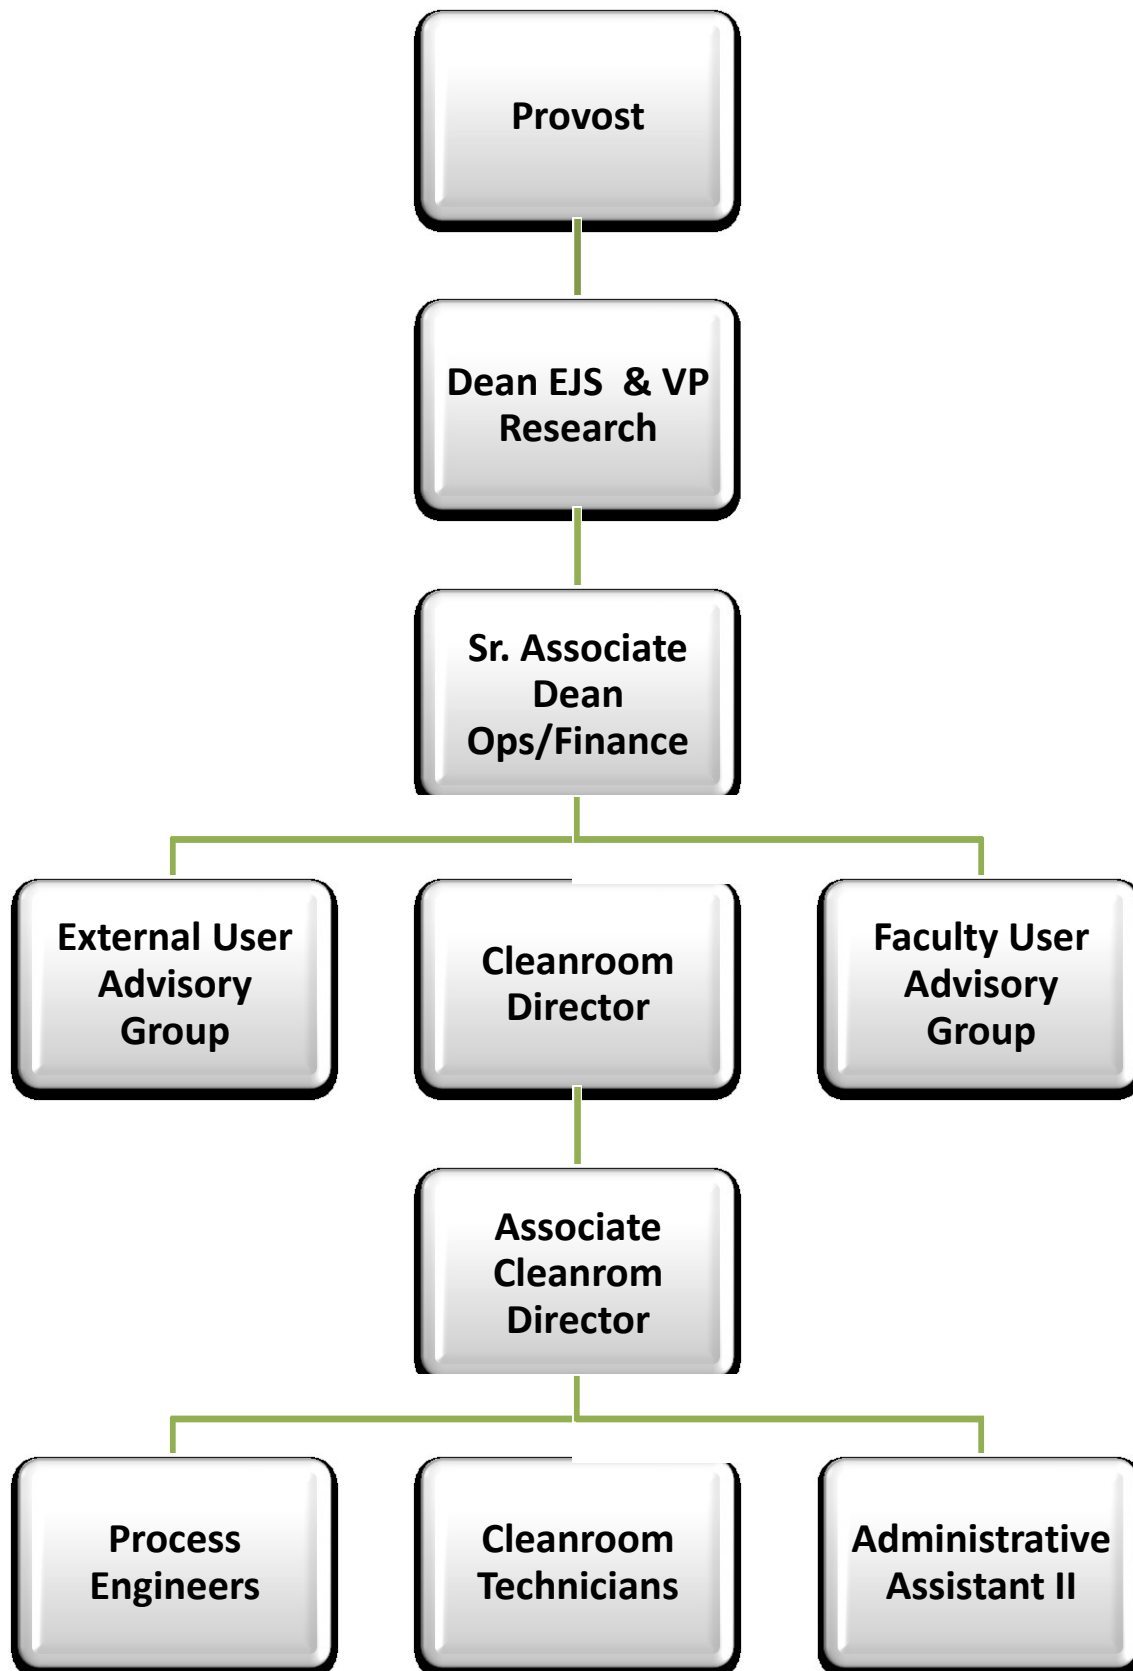 Provost
Dean EJS & VP
Research
Sr. Associate
Dean
Ops/Finance
External User
Advisory
Group
Cleanroom
Director
Faculty User
Advisory
Group
Associate
Cleanrom
Director
Process
Engineers
Cleanroom
Technicians
Administrative
Assistant II